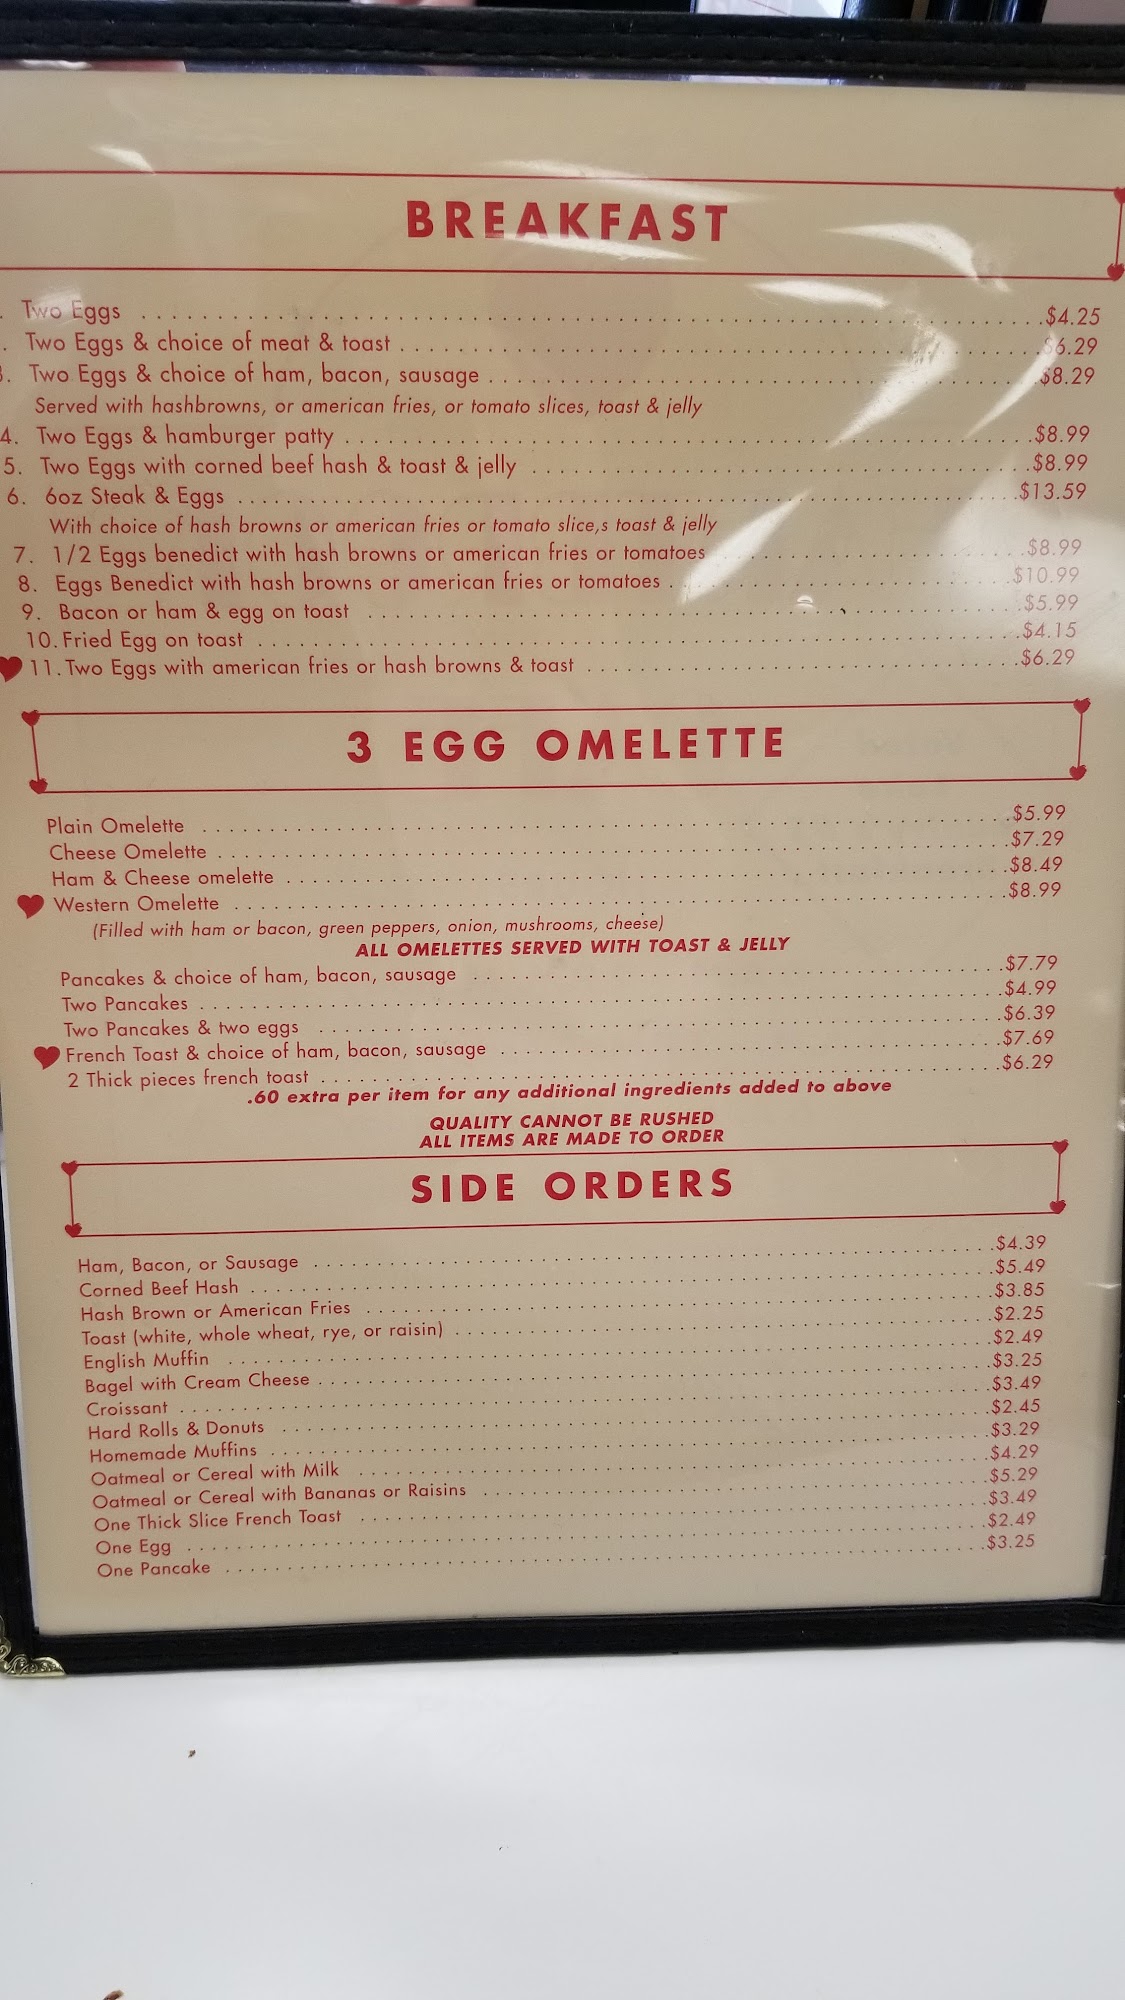 BREAKFAST
. Two Eggs ..... $4.25
. Two Eggs & choice of meat & toast ..... $6.29
3. Two Eggs & choice of ham, bacon, sausage ..... $8.29
Served with hashbrowns, or american fries, or tomato slices, toast & jelly
4. Two Eggs & hamburger patty ..... $8.99
5. Two Eggs with corned beef hash & toast & jelly ..... $8.99
6. 6oz Steak & Eggs ..... $13.59
With choice of hash browns or american fries or tomato slice,s toast & jelly
7. 1/2 Eggs benedict with hash browns or american fries or tomatoes ..... $8.99
8. Eggs Benedict with hash browns or american fries or tomatoes ..... $10.99
9. Bacon or ham & egg on toast ..... $5.99
10. Fried Egg on toast ..... $4.15
11. Two Eggs with american fries or hash browns & toast ..... $6.29
3 EGG OMELETTE
Plain Omelette ..... $5.99
Cheese Omelette ..... $7.29
Ham & Cheese omelette ..... $8.49
Western Omelette ..... $8.99
(Filled with ham or bacon, green peppers, onion, mushrooms, cheese)
ALL OMELETTES SERVED WITH TOAST & JELLY
Pancakes & choice of ham, bacon, sausage ..... $7.79
Two Pancakes ..... $4.99
Two Pancakes & two eggs ..... $6.39
French Toast & choice of ham, bacon, sausage ..... $7.69
2 Thick pieces french toast ..... $6.29
.60 extra per item for any additional ingredients added to above
QUALITY CANNOT BE RUSHED
ALL ITEMS ARE MADE TO ORDER
SIDE ORDERS
Ham, Bacon, or Sausage ..... $4.39
Corned Beef Hash ..... $5.49
Hash Brown or American Fries ..... $3.85
Toast (white, whole wheat, rye, or raisin) ..... $2.25
English Muffin ..... $2.49
Bagel with Cream Cheese ..... $3.25
Croissant ..... $3.49
Hard Rolls & Donuts ..... $2.45
Homemade Muffins ..... $3.29
Oatmeal or Cereal with Milk ..... $4.29
Oatmeal or Cereal with Bananas or Raisins ..... $5.29
One Thick Slice French Toast ..... $3.49
One Egg ..... $2.49
One Pancake ..... $3.25